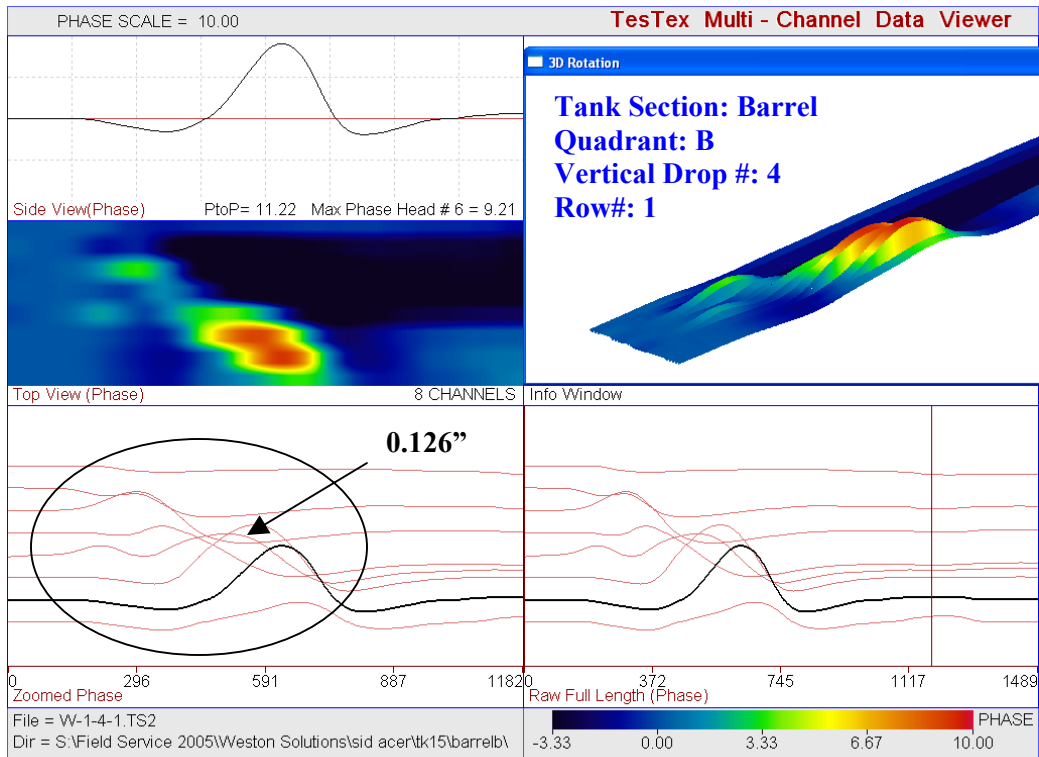 PHASE SCALE = 10.00
TesTex Multi - Channel Data Viewer
3D Rotation
Tank Section: Barrel
Quadrant: B
Vertical Drop #: 4
Row#: 1
Side View(Phase) PtoP= 11.22 Max Phase Head # 6 = 9.21
Top View (Phase) 8 CHANNELS
Info Window
0.126”
0 296 591 887 1182
Zoomed Phase
0 372 745 1117 1489
Raw Full Length (Phase)
File = W-1-4-1.TS2
Dir = S:\Field Service 2005\Weston Solutions\sid acer\tk15\barrelb\
PHASE
-3.33 0.00 3.33 6.67 10.00